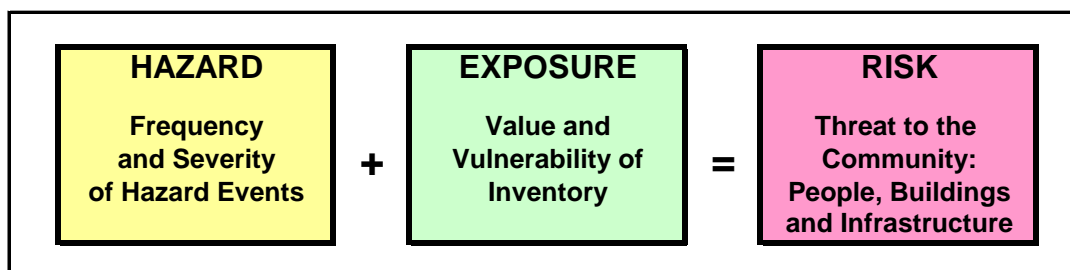 HAZARD
Frequency
and Severity
of Hazard Events
+
EXPOSURE
Value and
Vulnerability of
Inventory
=
RISK
Threat to the
Community:
People, Buildings
and Infrastructure